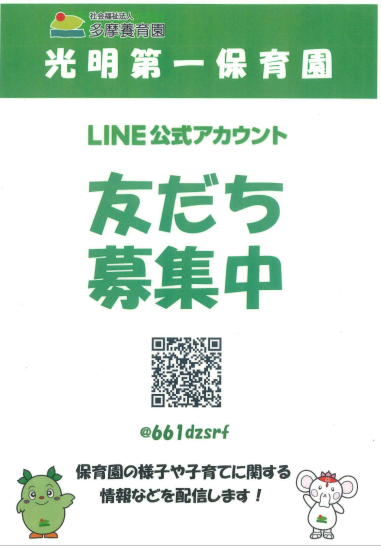 社会福祉法人
多摩養育園
光明第一保育園
LINE公式アカウント
友だち
募集中
@661dzsrf
保育園の様子や子育てに関する
情報などを配信します！